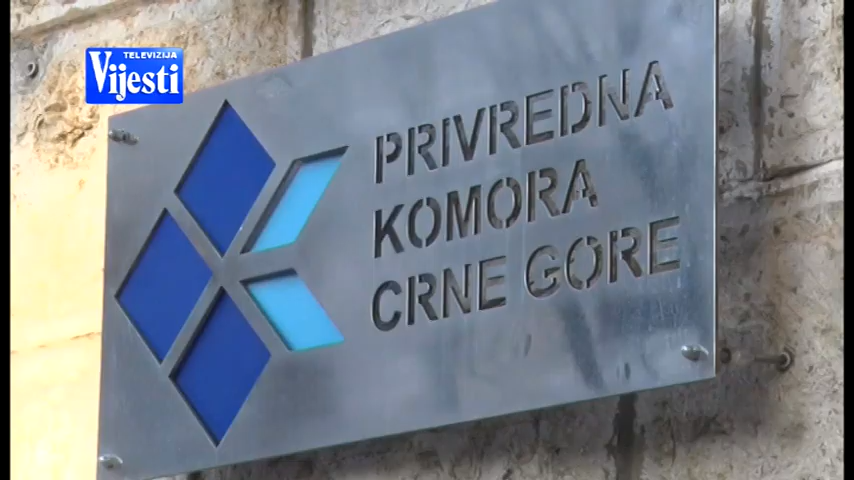 TELEVIZIJA
Vijesti
PRIVREDNA
KOMORA
CRNE GORE